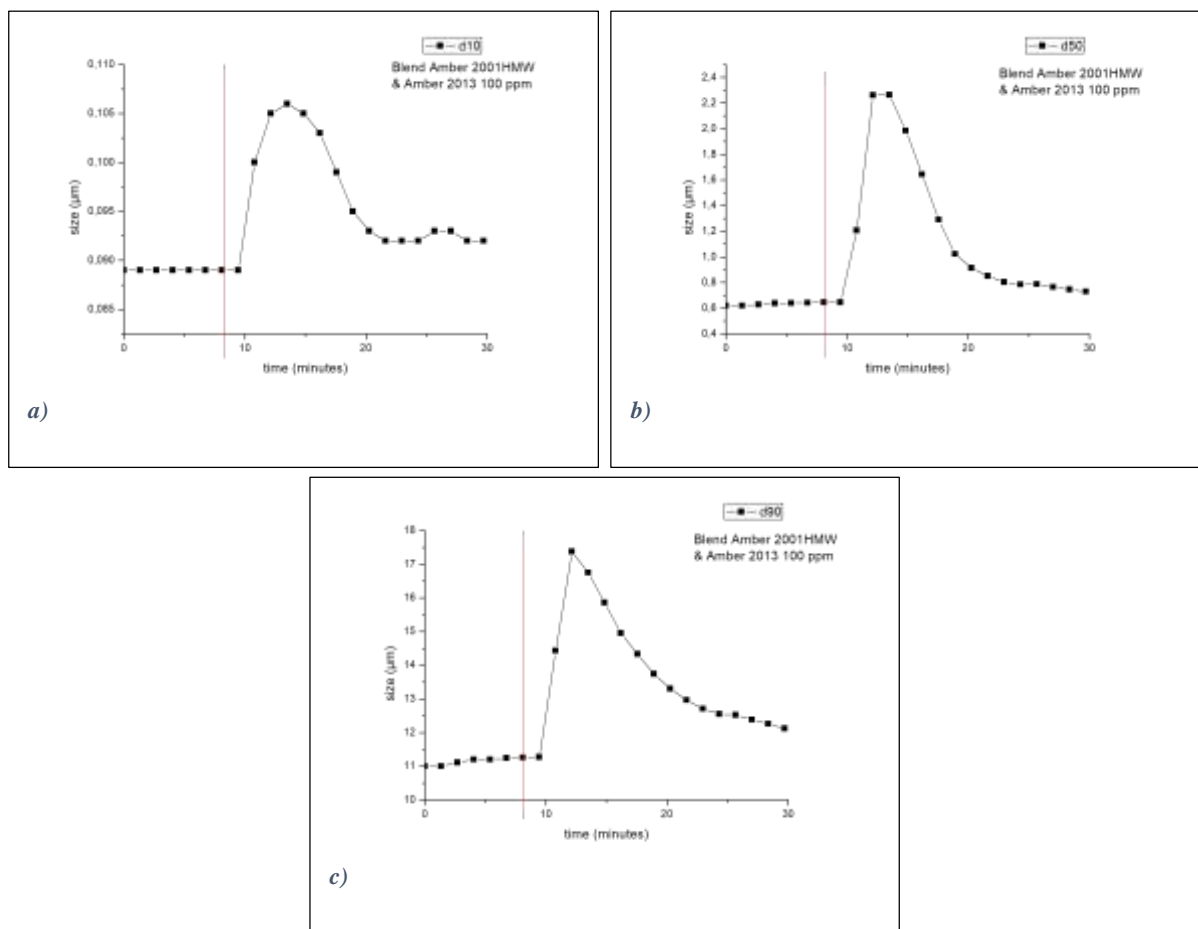 d10
Blend Amber 2001HMW
& Amber 2013 100 ppm
0,110
0,105
0,100
0,095
0,090
0,085
size (µm)
0
10
20
30
time (minutes)
a)
d50
Blend Amber 2001HMW
& Amber 2013 100 ppm
2,4
2,2
2,0
1,8
1,6
1,4
1,2
1,0
0,8
0,6
0,4
size (µm)
0
10
20
30
time (minutes)
b)
d90
Blend Amber 2001HMW
& Amber 2013 100 ppm
18
17
16
15
14
13
12
11
10
size (µm)
0
10
20
30
time (minutes)
c)